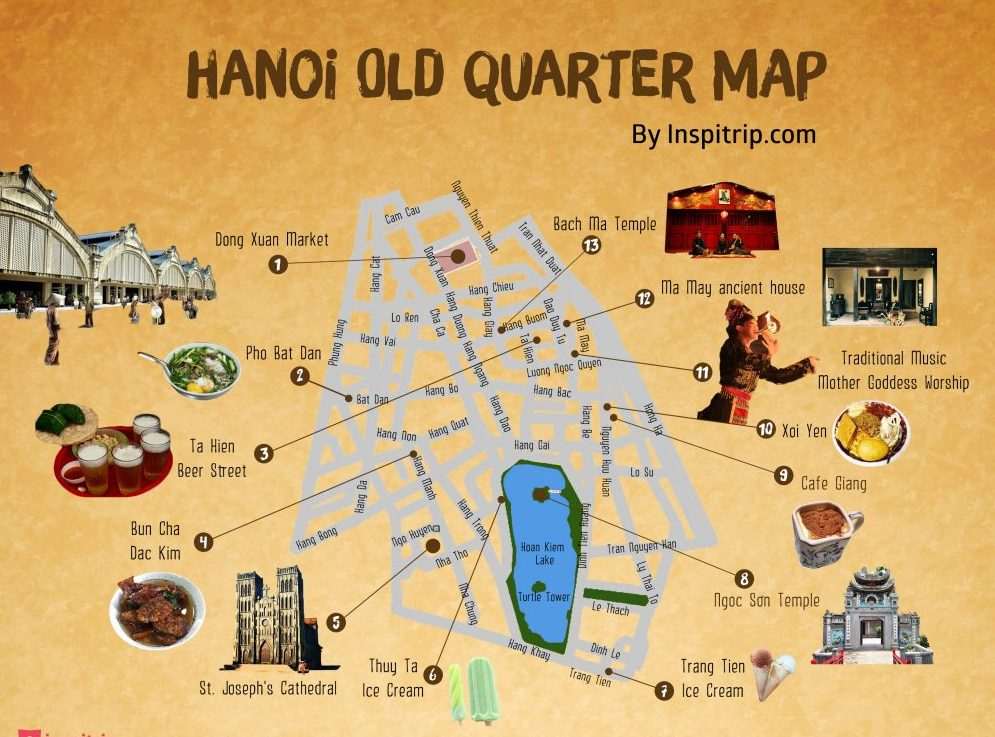 HANOi OLD QUARTER MAP
By Inspitrip.com
Cam Cau
Nguyen Thien Thuat
Tran Nhat Duat
Bach Ma Temple
13
Dong Xuan Market
1
Dong Xuan
Hang Cat
Hang Chieu
12
Ma May ancient house
Hang Duong
Hang Giay
Dao Duy Tu
Lo Ren
Cha Ca
Hang Buom
Ma May
Phung Hung
Hang Vai
Ta Hien
Pho Bat Dan
2
Hang Ngang
Luong Ngoc Quyen
11
Traditional Music
Mother Goddess Worship
Bat Dan
Hang Bo
Hang Bac
Hang Dao
Hang Be
Hong Ha
10
Xoi Yen
Hang Non
Hang Quat
Nguyen Huu Huan
Ta Hien
Beer Street
3
Hang Gai
Lo Su
9
Cafe Giang
Hang Da
Hang Manh
Bun Cha
Dac Kim
4
Hang Bong
Hang Trong
Ngo Huyen
Dinh Tien Hoang
Hoan Kiem
Lake
Tran Nguyen Han
Nha Tho
Ly Thai To
8
Ngoc Sơn Temple
Nha Chung
Turtle Tower
Le Thach
5
Hang Khay
Dinh Le
Thuy Ta
Ice Cream
6
Trang Tien
7
Trang Tien
Ice Cream
St. Joseph's Cathedral